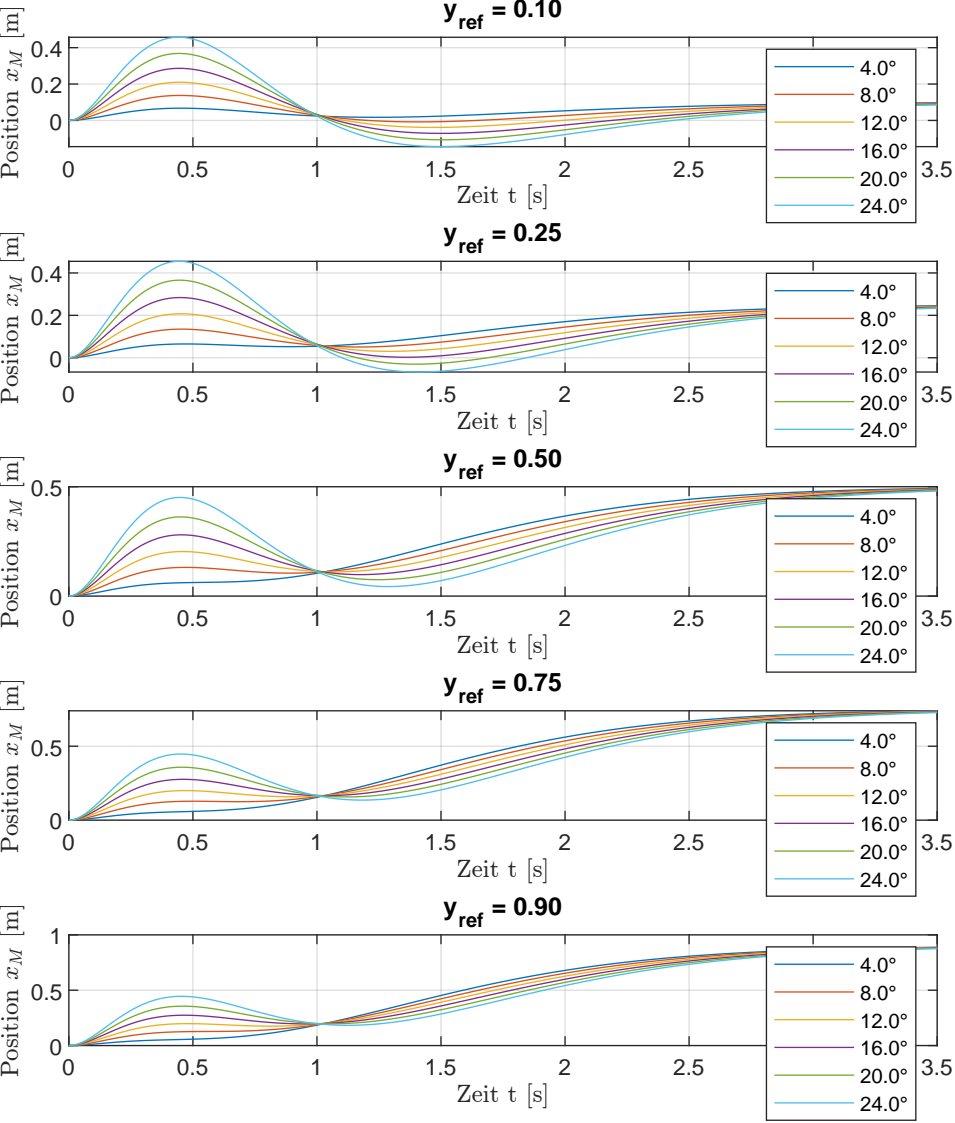 y_ref = 0.10
Position x_M [m]
0.4
0.2
0
0 0.5 1 1.5 2 2.5 3.5
Zeit t [s]
4.0°
8.0°
12.0°
16.0°
20.0°
24.0°
y_ref = 0.25
Position x_M [m]
0.4
0.2
0
0 0.5 1 1.5 2 2.5 3.5
Zeit t [s]
4.0°
8.0°
12.0°
16.0°
20.0°
24.0°
y_ref = 0.50
Position x_M [m]
0.5
0
0 0.5 1 1.5 2 2.5 3.5
Zeit t [s]
4.0°
8.0°
12.0°
16.0°
20.0°
24.0°
y_ref = 0.75
Position x_M [m]
0.5
0
0 0.5 1 1.5 2 2.5 3.5
Zeit t [s]
4.0°
8.0°
12.0°
16.0°
20.0°
24.0°
y_ref = 0.90
Position x_M [m]
1
0.5
0
0 0.5 1 1.5 2 2.5 3.5
Zeit t [s]
4.0°
8.0°
12.0°
16.0°
20.0°
24.0°